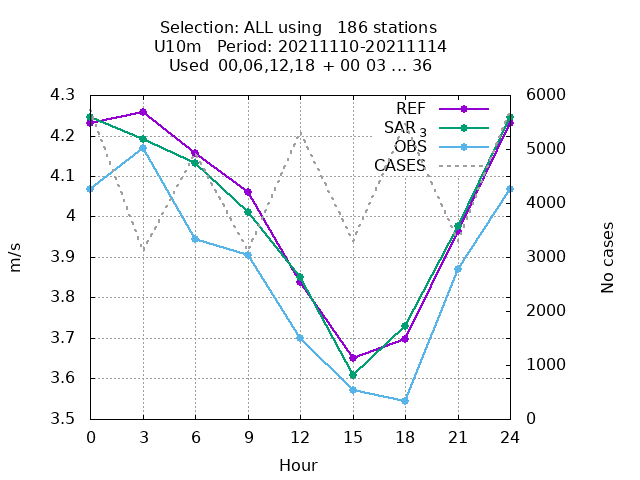 Selection: ALL using   186 stations
U10m   Period: 20211110-20211114
Used  00,06,12,18 + 00 03 ... 36
4.3
4.2
4.1
4
3.9
3.8
3.7
3.6
3.5
m/s
REF
SAR 3
OBS
CASES
6000
5000
4000
3000
2000
1000
0
No cases
0 3 6 9 12 15 18 21 24
Hour